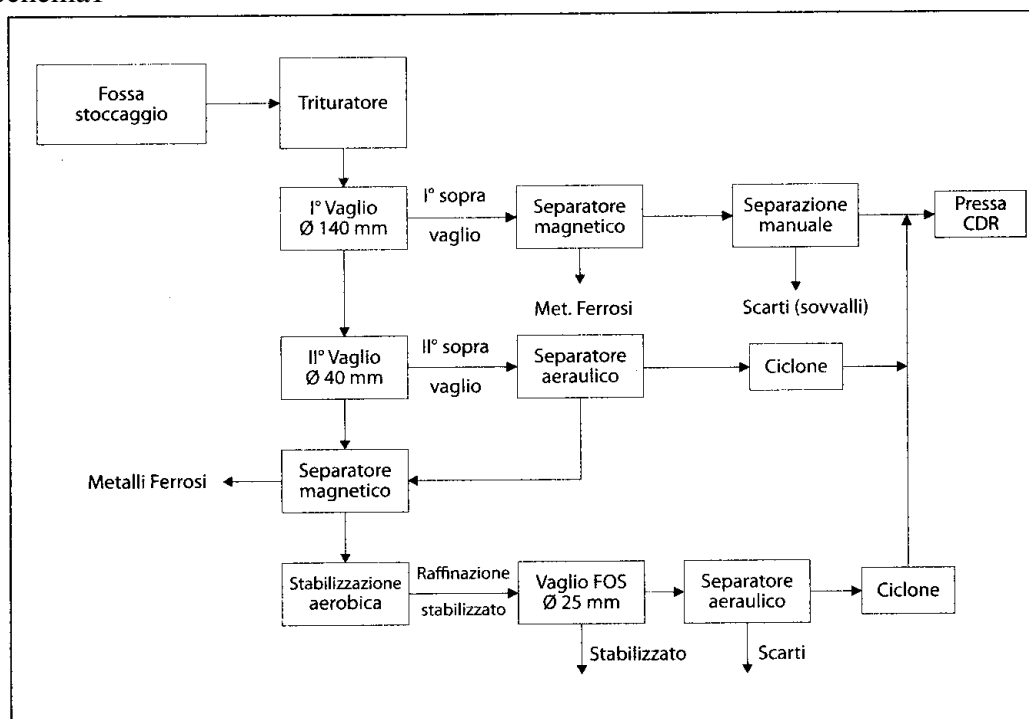 Fossa
stoccaggio
Trituratore
I° Vaglio
Ø 140 mm
I° sopra
vaglio
Separatore
magnetico
Separazione
manuale
Pressa
CDR
Met. Ferrosi
Scarti (sovvalli)
II° Vaglio
Ø 40 mm
II° sopra
vaglio
Separatore
aeraulico
Ciclone
Metalli Ferrosi
Separatore
magnetico
Stabilizzazione
aerobica
Raffinazione
stabilizzato
Vaglio FOS
Ø 25 mm
Separatore
aeraulico
Ciclone
Stabilizzato
Scarti